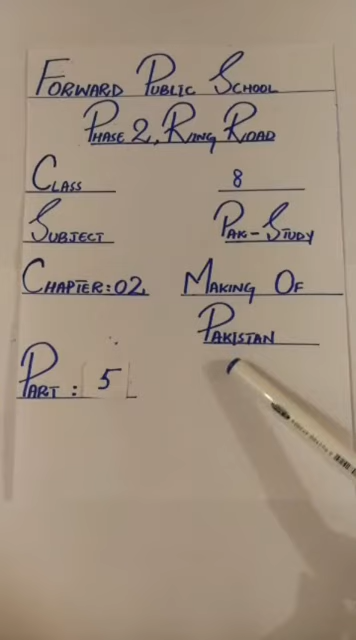 Forward Public School
Phase 2, Ring Road
Class 8
Subject Pak-Study
Chapter: 02, Making Of
Pakistan
Part: 5